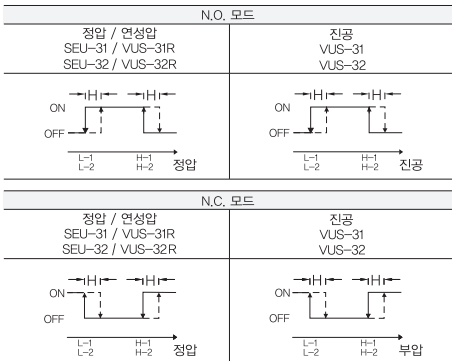 N.O. 모드
정압 / 연성압
SEU-31 / VUS-31R
SEU-32 / VUS-32R
진공
VUS-31
VUS-32
H H
ON
OFF
L-1 H-1
L-2 H-2 정압
H H
ON
OFF
L-1 H-1
L-2 H-2 진공
N.C. 모드
정압 / 연성압
SEU-31 / VUS-31R
SEU-32 / VUS-32R
진공
VUS-31
VUS-32
H H
ON
OFF
L-1 H-1
L-2 H-2 정압
H H
ON
OFF
L-1 H-1
L-2 H-2 부압